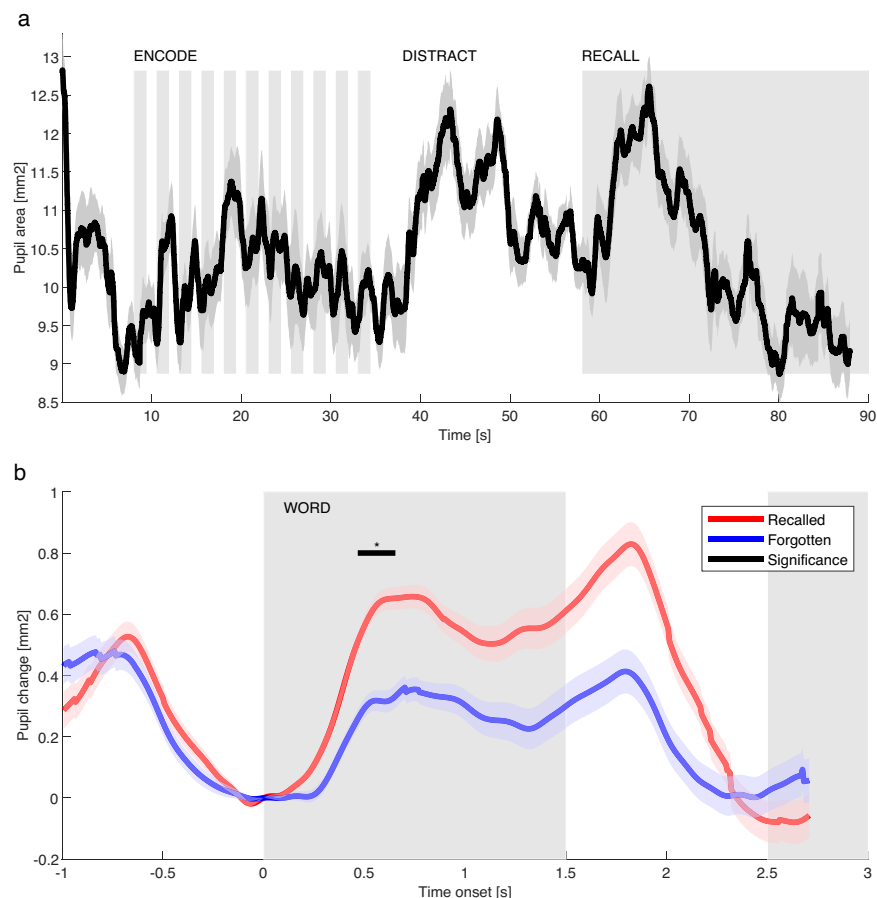 a
ENCODE
DISTRACT
RECALL
Pupil area [mm2]
13
12.5
12
11.5
11
10.5
10
9.5
9
8.5
10
20
30
40
50
60
70
80
90
Time [s]
b
WORD
*
Recalled
Forgotten
Significance
Pupil change [mm2]
1
0.8
0.6
0.4
0.2
0
-0.2
-1
-0.5
0
0.5
1
1.5
2
2.5
3
Time onset [s]